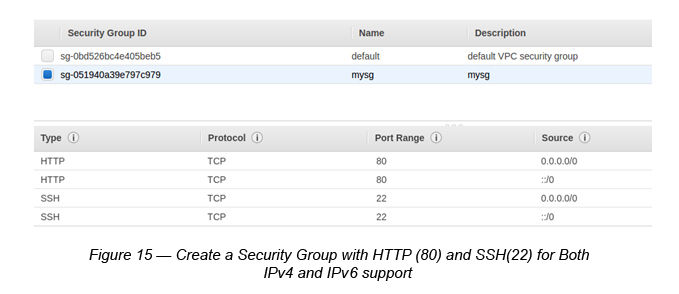 Security Group ID Name Description
sg-0bd526bc4e405beb5 default default VPC security group
sg-051940a39e797c979 mysg mysg
Type i Protocol i Port Range i Source i
HTTP TCP 80 0.0.0.0/0
HTTP TCP 80 ::/0
SSH TCP 22 0.0.0.0/0
SSH TCP 22 ::/0
Figure 15 — Create a Security Group with HTTP (80) and SSH(22) for Both
IPv4 and IPv6 support